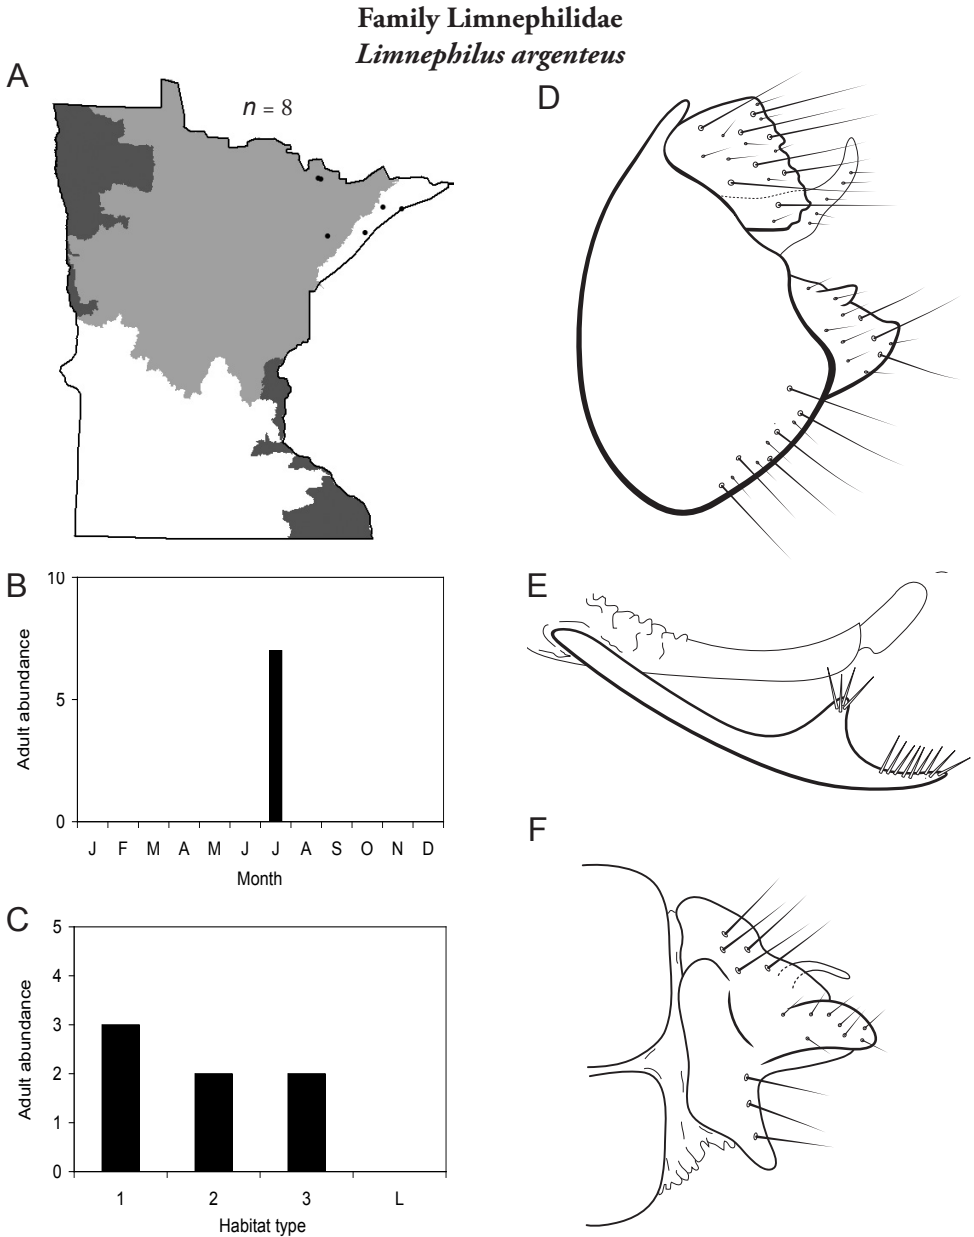 Family Limnephilidae
Limnephilus argenteus
A
n = 8
B
10
5
0
Adult abundance
J F M A M J J A S O N D
Month
C
5
4
3
2
1
0
Adult abundance
1 2 3 L
Habitat type
D
E
F